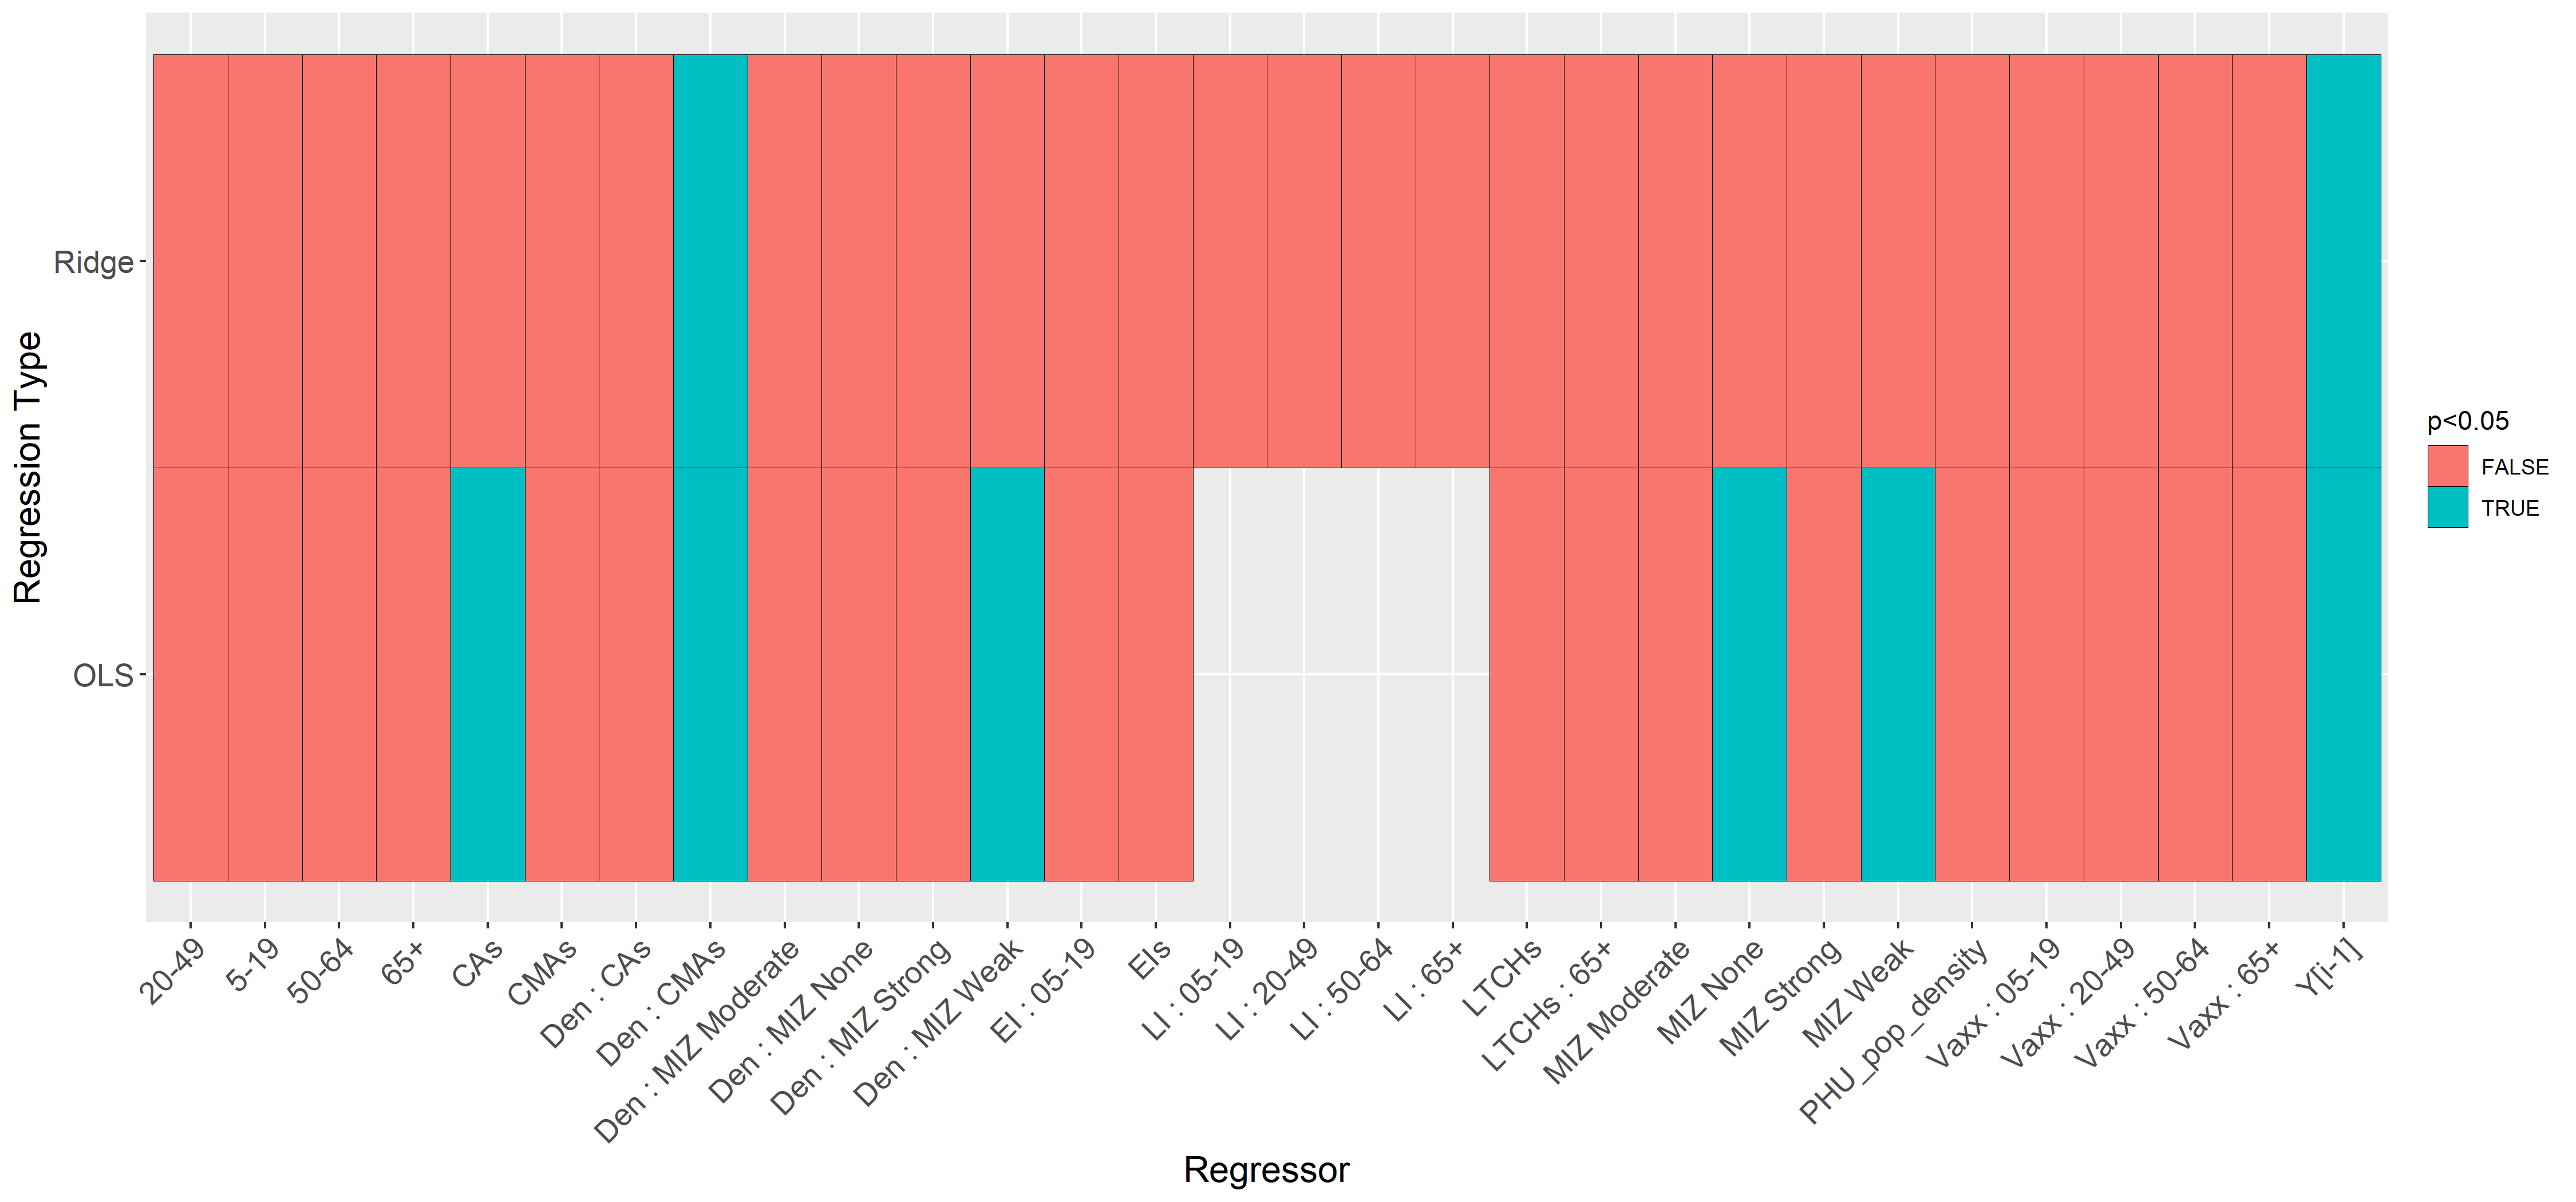 Regression Type
Ridge
OLS
20-49
5-19
50-64
65+
CAs
CMAs
Den : CAs
Den : CMAs
Den : MIZ Moderate
Den : MIZ None
Den : MIZ Strong
Den : MIZ Weak
EI : 05-19
EIs
LI : 05-19
LI : 20-49
LI : 50-64
LI : 65+
LTCHs
LTCHs : 65+
MIZ Moderate
MIZ None
MIZ Strong
MIZ Weak
PHU_pop_density
Vaxx : 05-19
Vaxx : 20-49
Vaxx : 50-64
Vaxx : 65+
Y[i-1]
Regressor
p<0.05
FALSE
TRUE